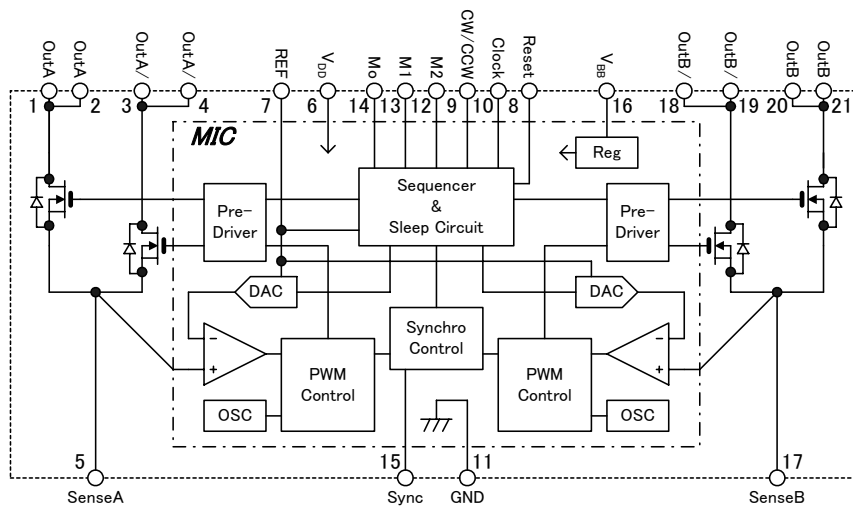 OutA OutA OutA/ OutA/ REF VDD Mo M1 M2 CW/CCW Clock Reset VBB OutB/ OutB/ OutB OutB
1 2 3 4 7 6 14 13 12 9 10 8 16 18 19 20 21
MIC
Reg
Sequencer
&
Sleep Circuit
Pre-
Driver
Pre-
Driver
DAC
DAC
Synchro
Control
−
+
−
+
PWM
Control
PWM
Control
OSC
OSC
5 15 11 17
SenseA Sync GND SenseB